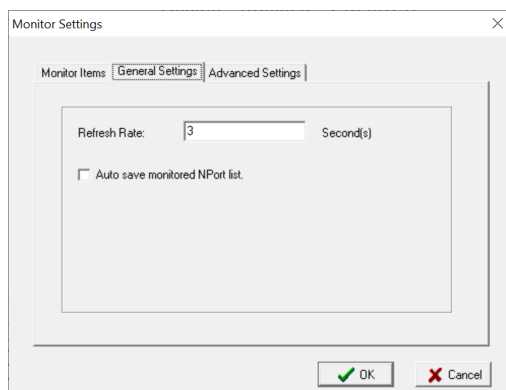 Monitor Settings
Monitor Items General Settings Advanced Settings
Refresh Rate: 3 Second(s)
Auto save monitored NPort list.
OK Cancel